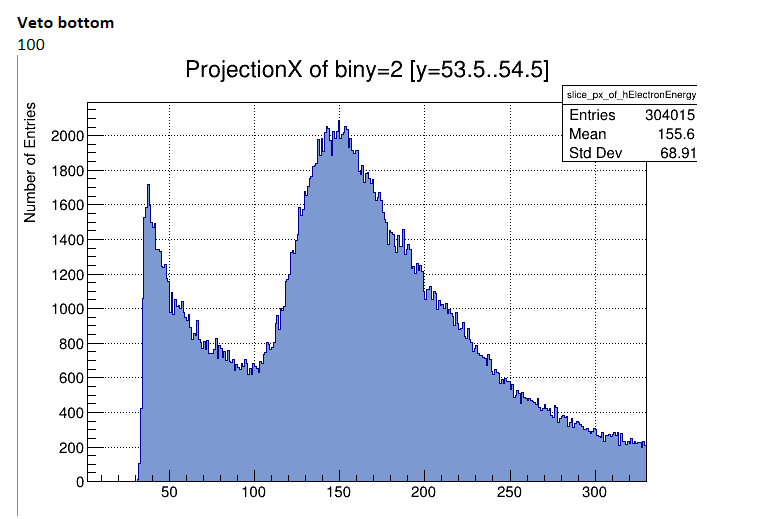 Veto bottom
100
ProjectionX of biny=2 [y=53.5..54.5]
slice_px_of_hElectronEnergy
Entries 304015
Mean 155.6
Std Dev 68.91
Number of Entries
2000
1800
1600
1400
1200
1000
800
600
400
200
0
50 100 150 200 250 300